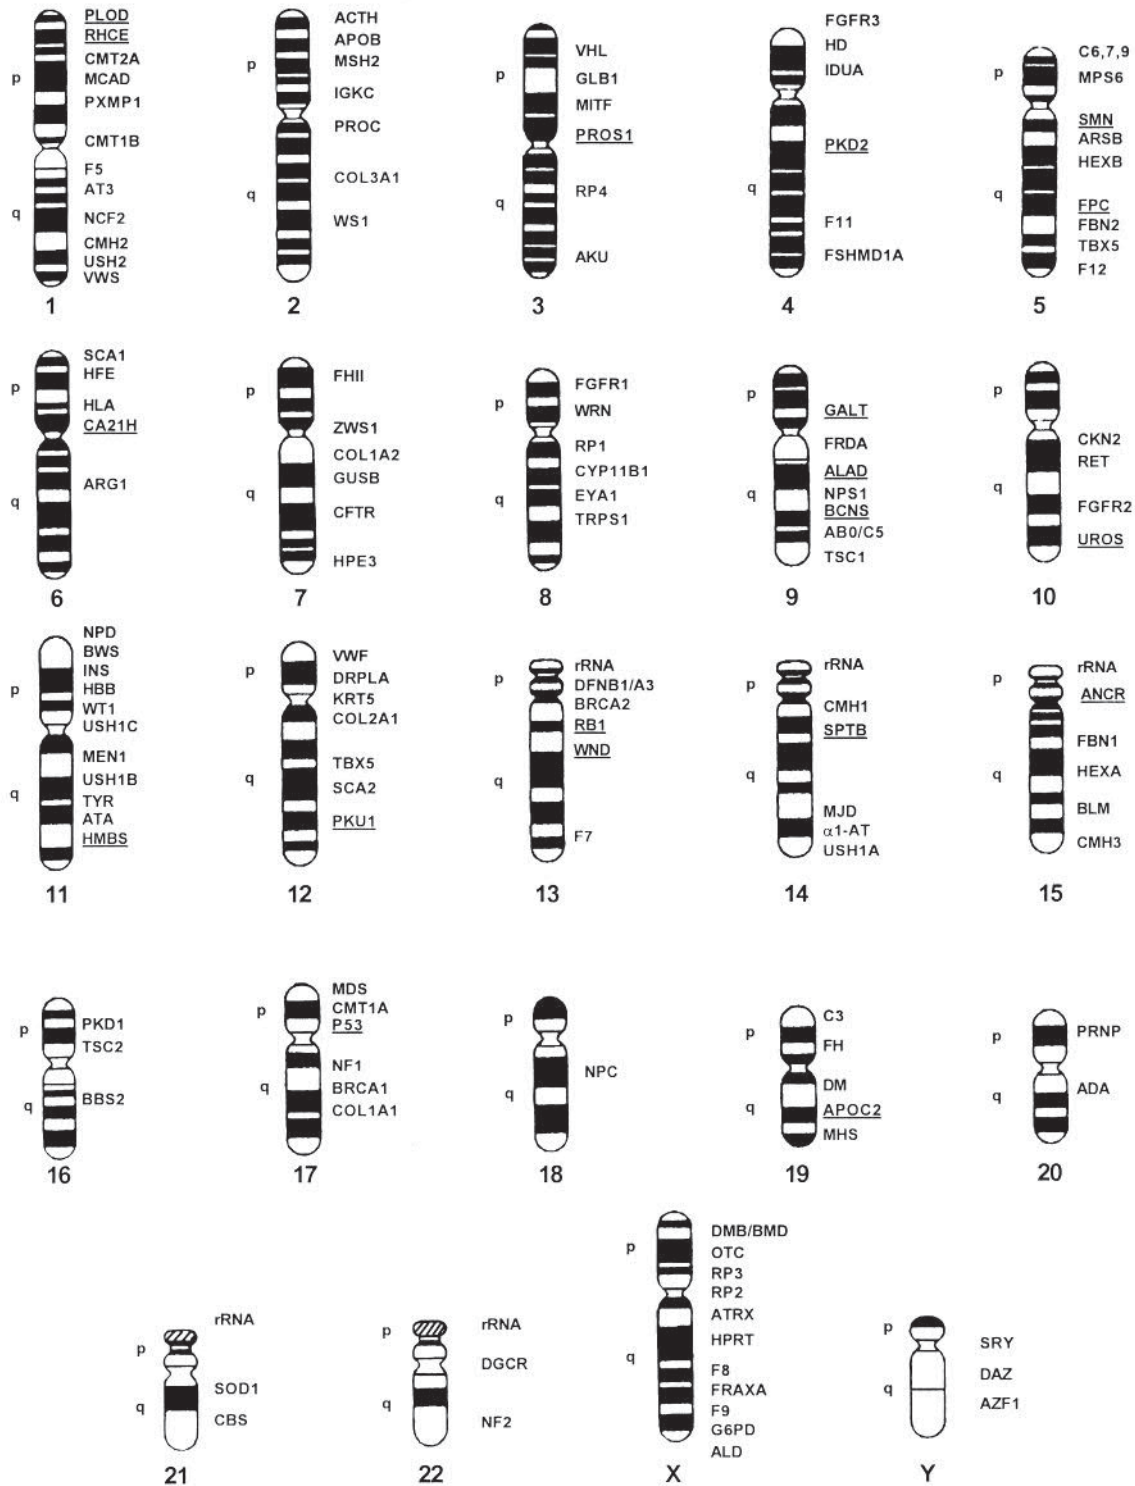 p
q
PLOD
RHCE
CMT2A
MCAD
PXMP1
CMT1B
F5
AT3
NCF2
CMH2
USH2
VWS
1
p
q
ACTH
APOB
MSH2
IGKC
PROC
COL3A1
WS1
2
p
q
VHL
GLB1
MITF
PROS1
RP4
AKU
3
p
q
FGFR3
HD
IDUA
PKD2
F11
FSHMD1A
4
p
q
C6,7,9
MPS6
SMN
ARSB
HEXB
FPC
FBN2
TBX5
F12
5
p
q
SCA1
HFE
HLA
CA21H
ARG1
6
p
q
FHII
ZWS1
COL1A2
GUSB
CFTR
HPE3
7
p
q
FGFR1
WRN
RP1
CYP11B1
EYA1
TRPS1
8
p
q
GALT
FRDA
ALAD
NPS1
BCNS
AB0/C5
TSC1
9
p
q
CKN2
RET
FGFR2
UROS
10
p
q
NPD
BWS
INS
HBB
WT1
USH1C
MEN1
USH1B
TYR
ATA
HMBS
11
p
q
VWF
DRPLA
KRT5
COL2A1
TBX5
SCA2
PKU1
12
p
q
rRNA
DFNB1/A3
BRCA2
RB1
WND
F7
13
p
q
rRNA
CMH1
SPTB
MJD
α1-AT
USH1A
14
p
q
rRNA
ANCR
FBN1
HEXA
BLM
CMH3
15
p
q
PKD1
TSC2
BBS2
16
p
q
MDS
CMT1A
P53
NF1
BRCA1
COL1A1
17
p
q
NPC
18
p
q
C3
FH
DM
APOC2
MHS
19
p
q
PRNP
ADA
20
p
q
rRNA
SOD1
CBS
21
p
q
rRNA
DGCR
NF2
22
p
q
DMB/BMD
OTC
RP3
RP2
ATRX
HPRT
F8
FRAXA
F9
G6PD
ALD
X
p
q
SRY
DAZ
AZF1
Y